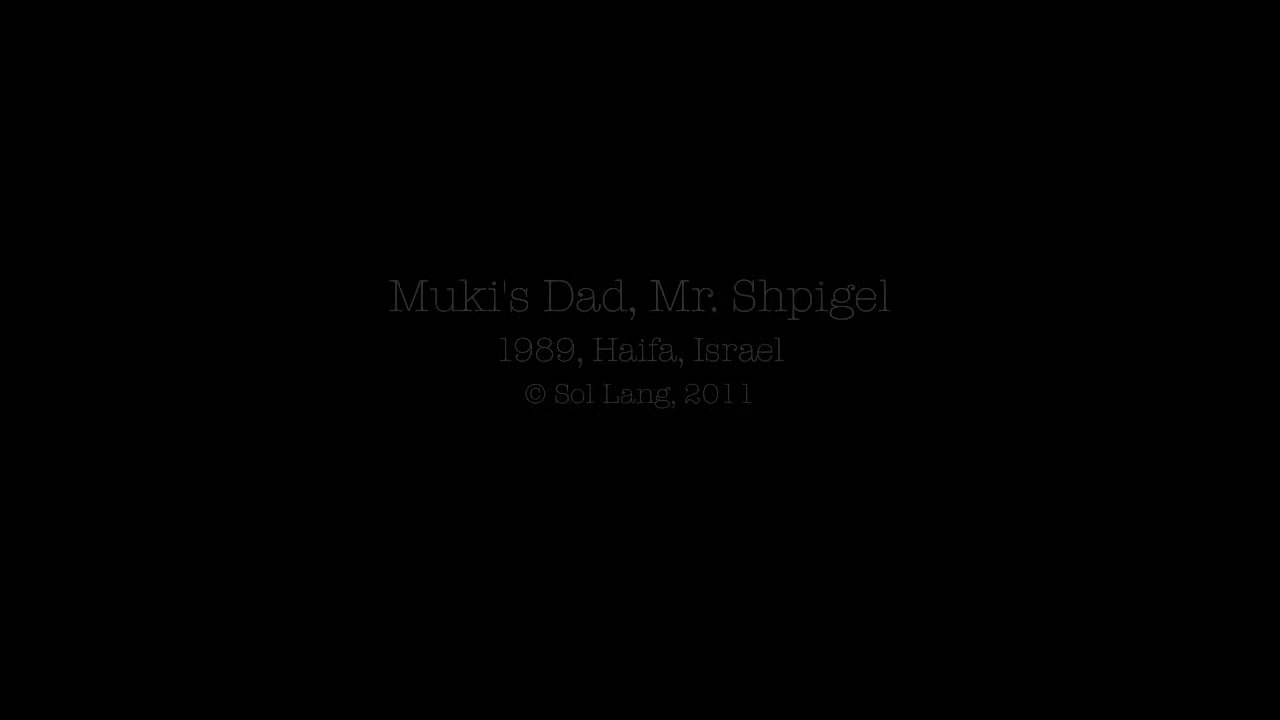 Muki's Dad, Mr. Shpigel
1989, Haifa, Israel
© Sol Lang, 2011